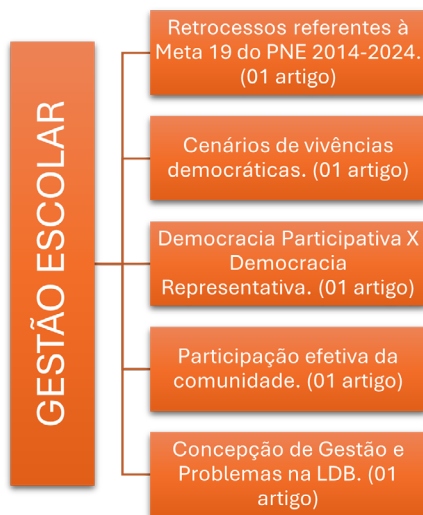 GESTÃO ESCOLAR
Retrocessos referentes à
Meta 19 do PNE 2014-2024.
(01 artigo)
Cenários de vivências
democráticas. (01 artigo)
Democracia Participativa X
Democracia
Representativa. (01 artigo)
Participação efetiva da
comunidade. (01 artigo)
Concepção de Gestão e
Problemas na LDB. (01
artigo)